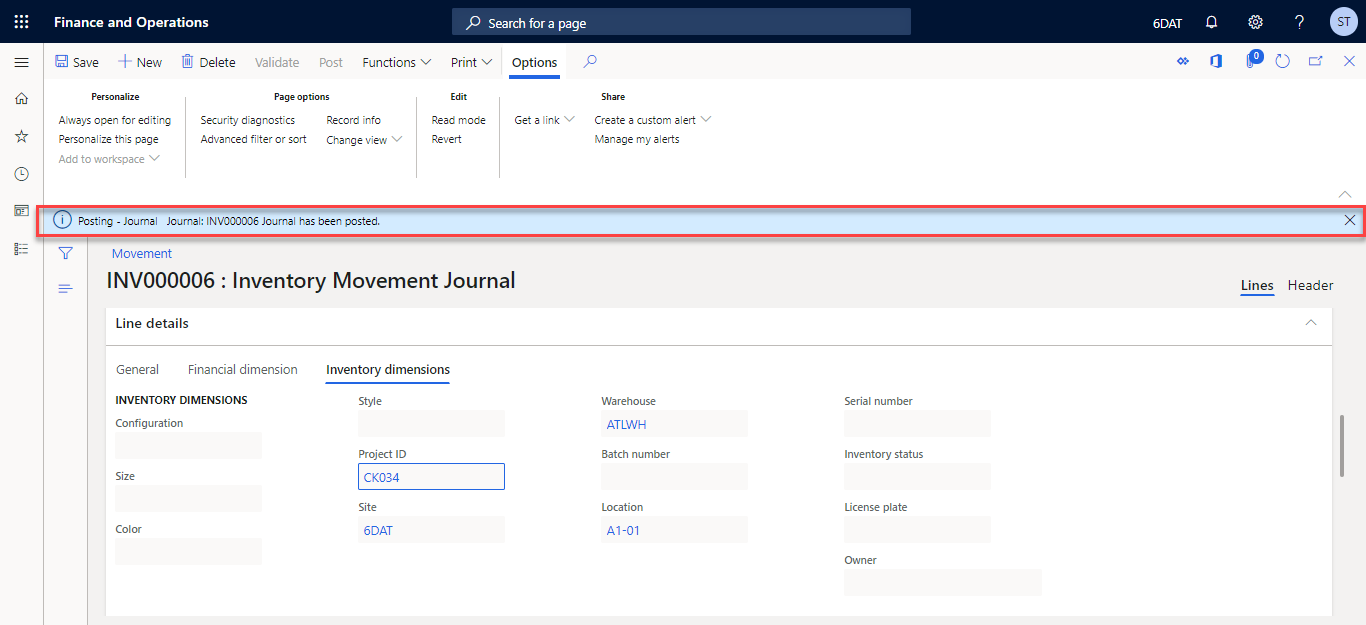 Finance and Operations
Search for a page
6DAT
ST
Save
New
Delete
Validate
Post
Functions
Print
Options
0
Personalize
Always open for editing
Personalize this page
Add to workspace
Page options
Security diagnostics
Advanced filter or sort
Record info
Change view
Edit
Read mode
Revert
Get a link
Share
Create a custom alert
Manage my alerts
Posting - Journal   Journal: INV000006 Journal has been posted.
Movement
INV000006 : Inventory Movement Journal
Lines
Header
Line details
General
Financial dimension
Inventory dimensions
INVENTORY DIMENSIONS
Configuration
Size
Color
Style
Project ID
CK034
Site
6DAT
Warehouse
ATLWH
Batch number
Location
A1-01
Serial number
Inventory status
License plate
Owner